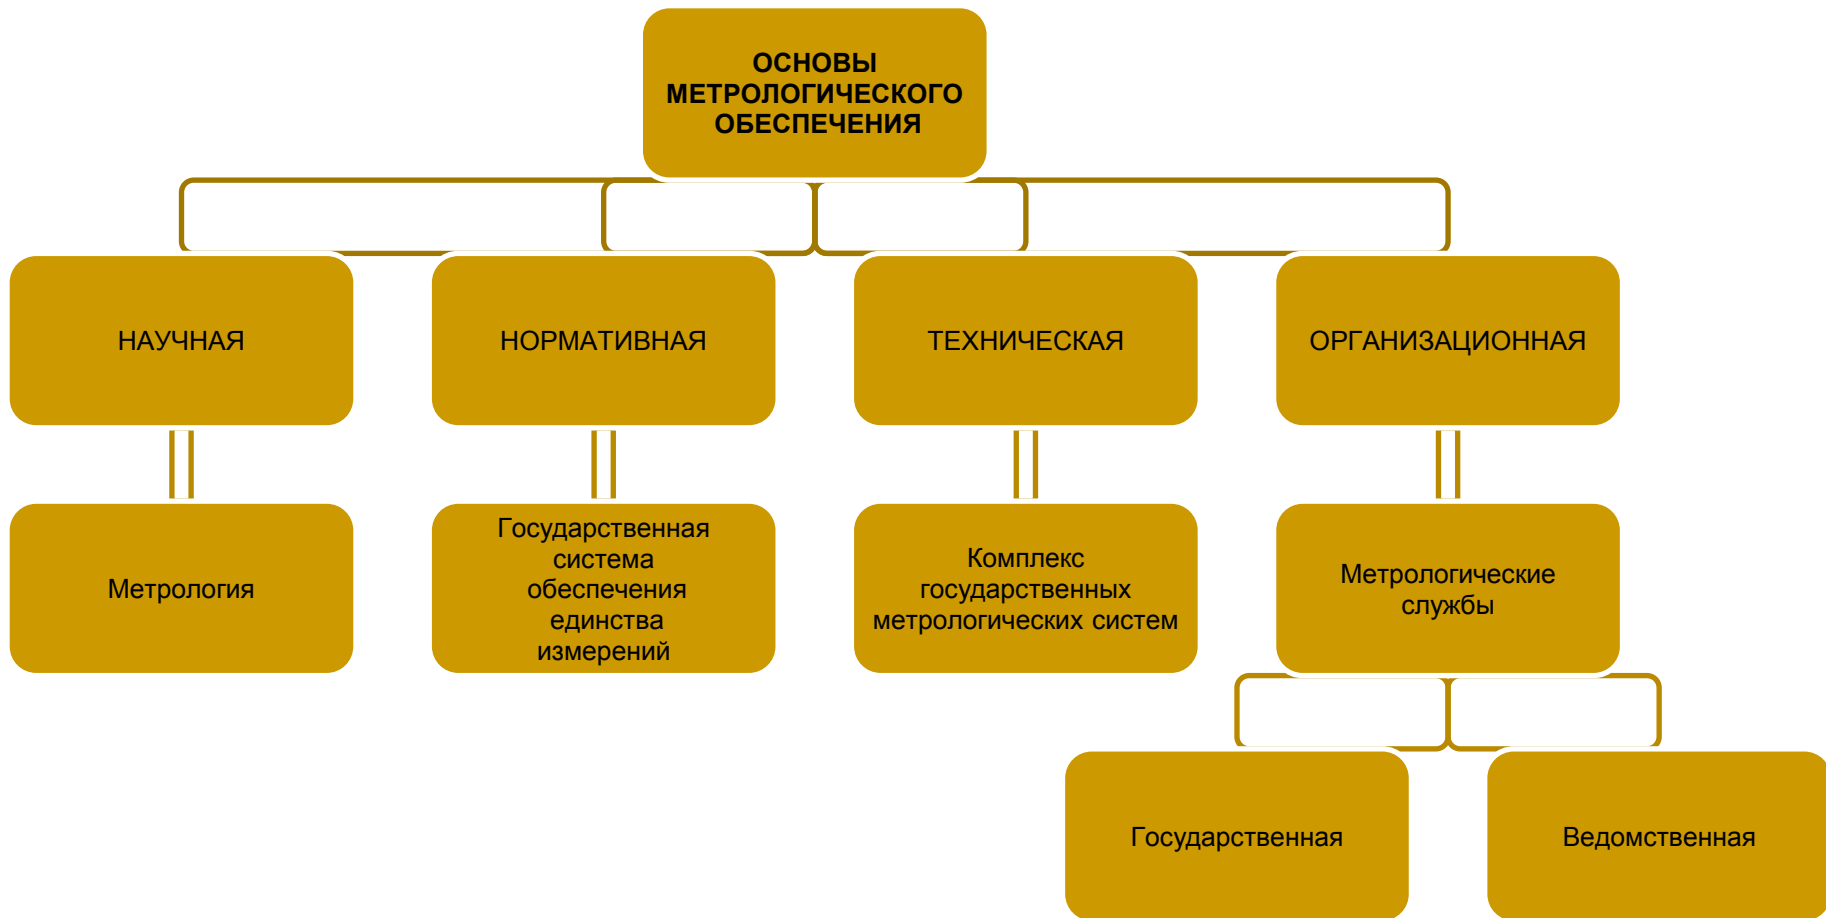 ОСНОВЫ
МЕТРОЛОГИЧЕСКОГО
ОБЕСПЕЧЕНИЯ
НАУЧНАЯ
НОРМАТИВНАЯ
ТЕХНИЧЕСКАЯ
ОРГАНИЗАЦИОННАЯ
Метрология
Государственная
система
обеспечения
единства
измерений
Комплекс
государственных
метрологических систем
Метрологические
службы
Государственная
Ведомственная